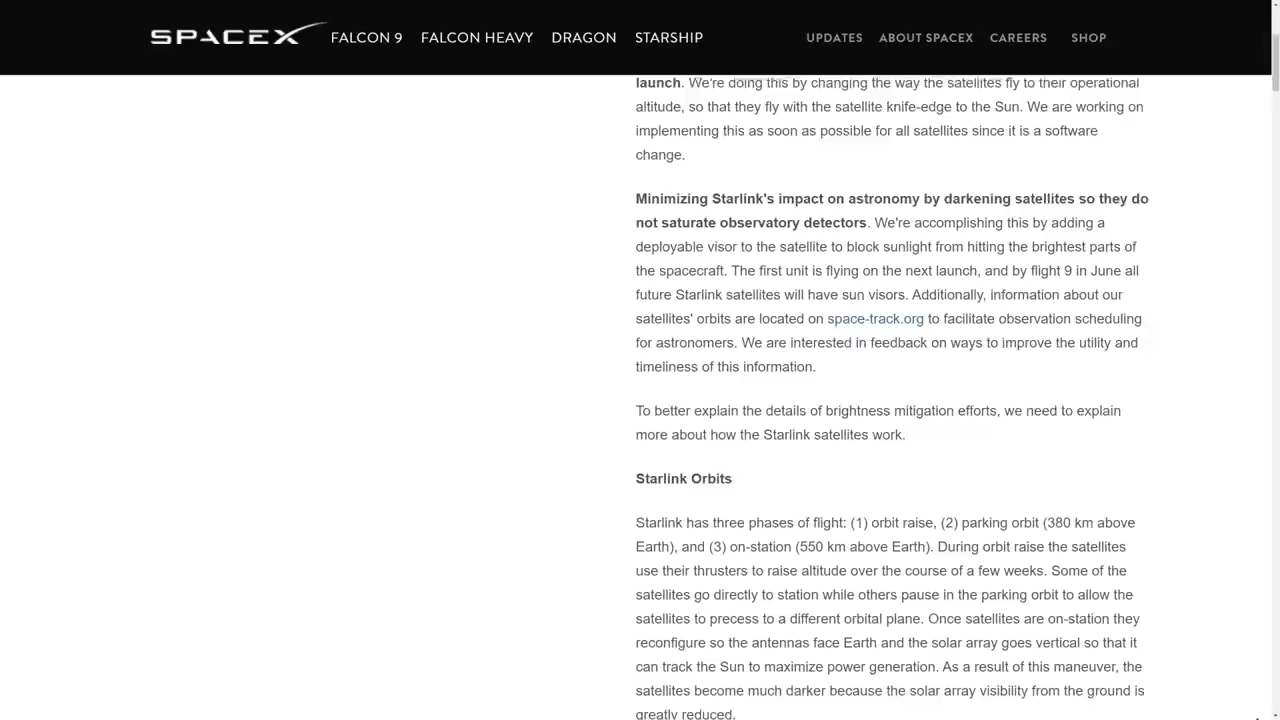 SPACEX FALCON 9 FALCON HEAVY DRAGON STARSHIP UPDATES ABOUT SPACEX CAREERS SHOP
launch. We're doing this by changing the way the satellites fly to their operational
altitude, so that they fly with the satellite knife-edge to the Sun. We are working on
implementing this as soon as possible for all satellites since it is a software
change.
Minimizing Starlink's impact on astronomy by darkening satellites so they do
not saturate observatory detectors. We're accomplishing this by adding a
deployable visor to the satellite to block sunlight from hitting the brightest parts of
the spacecraft. The first unit is flying on the next launch, and by flight 9 in June all
future Starlink satellites will have sun visors. Additionally, information about our
satellites' orbits are located on space-track.org to facilitate observation scheduling
for astronomers. We are interested in feedback on ways to improve the utility and
timeliness of this information.
To better explain the details of brightness mitigation efforts, we need to explain
more about how the Starlink satellites work.
Starlink Orbits
Starlink has three phases of flight: (1) orbit raise, (2) parking orbit (380 km above
Earth), and (3) on-station (550 km above Earth). During orbit raise the satellites
use their thrusters to raise altitude over the course of a few weeks. Some of the
satellites go directly to station while others pause in the parking orbit to allow the
satellites to precess to a different orbital plane. Once satellites are on-station they
reconfigure so the antennas face Earth and the solar array goes vertical so that it
can track the Sun to maximize power generation. As a result of this maneuver, the
satellites become much darker because the solar array visibility from the ground is
greatly reduced.